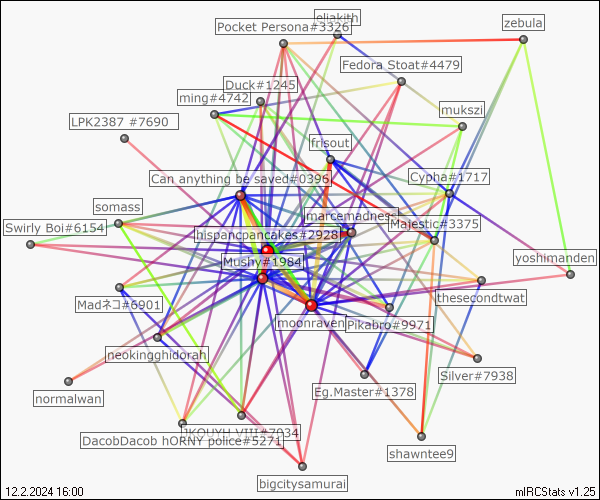 eliakith
Pocket Persona#3326
zebula
Fedora Stoat#4479
Duck#1245
ming#4742
mukszi
LPK2387 #7690
frisout
Can anything be saved#0396
Cypha#1717
somass
marcemadness
Majestic#3375
Swirly Boi#6154
hispancpancakes#2928
Mushy#1984
yoshimanden
Madネコ#6901
thesecondtwat
moonraven
Pikabro#9971
neokingghidorah
Silver#7938
normalwan
Eg.Master#1378
JKOUYH VIII#7034
DacobDacob hORNY police#5271
shawntee9
bigcitysamurai
12.2.2024 16:00
mIRCStats v1.25